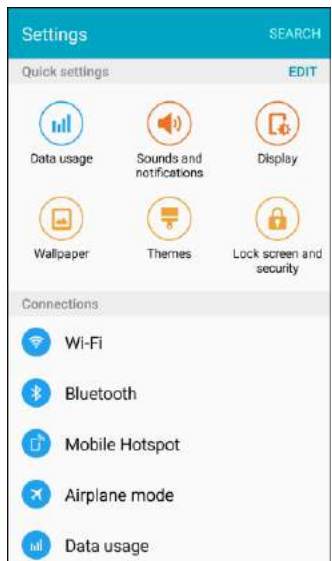 Settings SEARCH
Quick settings EDIT
Data usage Sounds and Display
notifications
Wallpaper Themes Lock screen and
security
Connections
Wi-Fi
Bluetooth
Mobile Hotspot
Airplane mode
Data usage